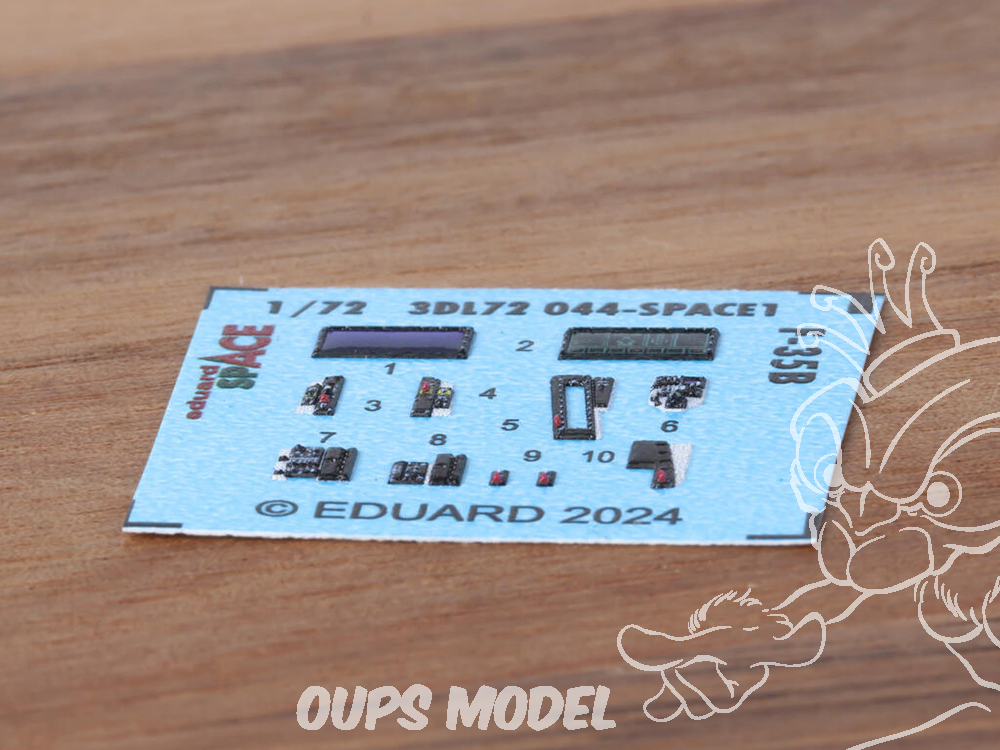 1/72 3DL72 044-SPACE1
eduard
SPACE
F-35B
1
2
3
4
5
6
7
8
9
10
© EDUARD 2024
OUPS MODEL